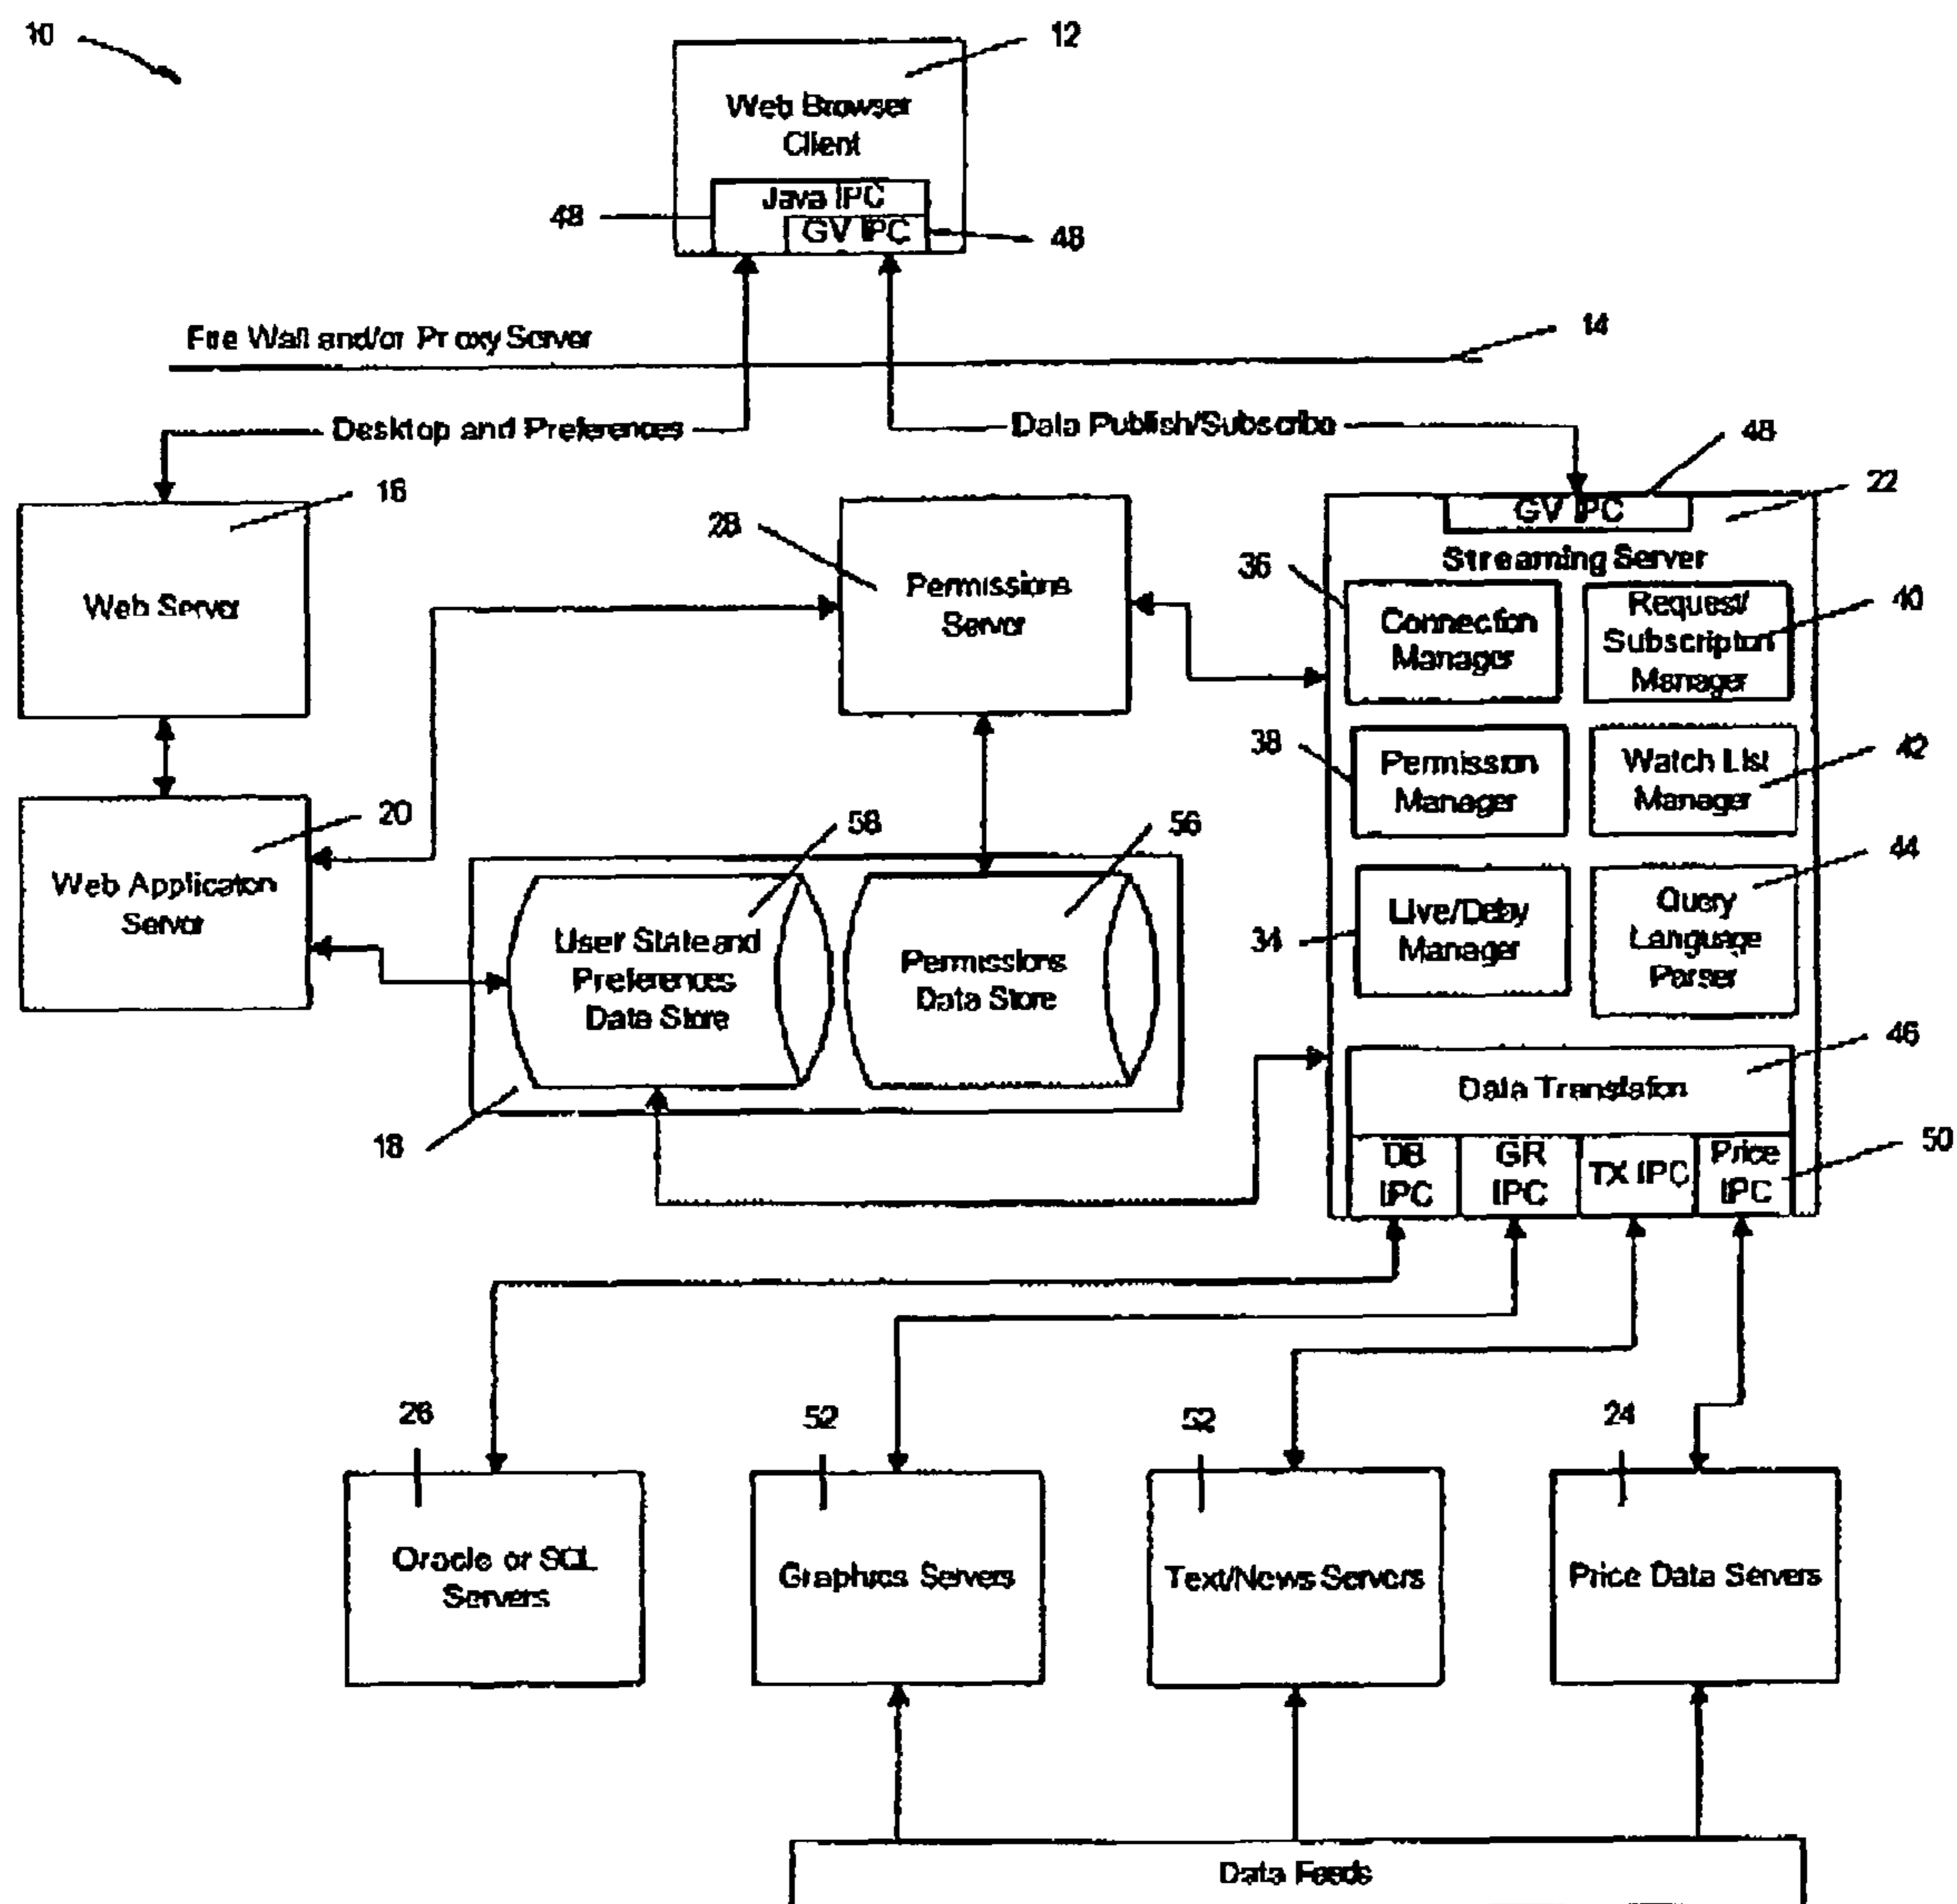 10
12
Web Browser
Client
Java IPC
48
GV IPC
48
Fire Wall and/or Proxy Server
14
Desktop and Preferences
Data Publish/Subscribe
48
16
22
GV IPC
28
Streaming Server
36
Permissions
Server
Web Server
Connection
Manager
Request/
Subscription
Manager
40
38
Permission
Manager
Watch List
Manager
42
20
58
56
44
Web Application
Server
User State and
Preferences
Data Store
Permissions
Data Store
34
Live/Delay
Manager
Query
Language
Parser
46
Data Translation
18
DB
IPC
GR
IPC
TX IPC
Price
IPC
50
26
52
52
24
Oracle or SQL
Servers
Graphics Servers
Text/News Servers
Price Data Servers
Data Feeds